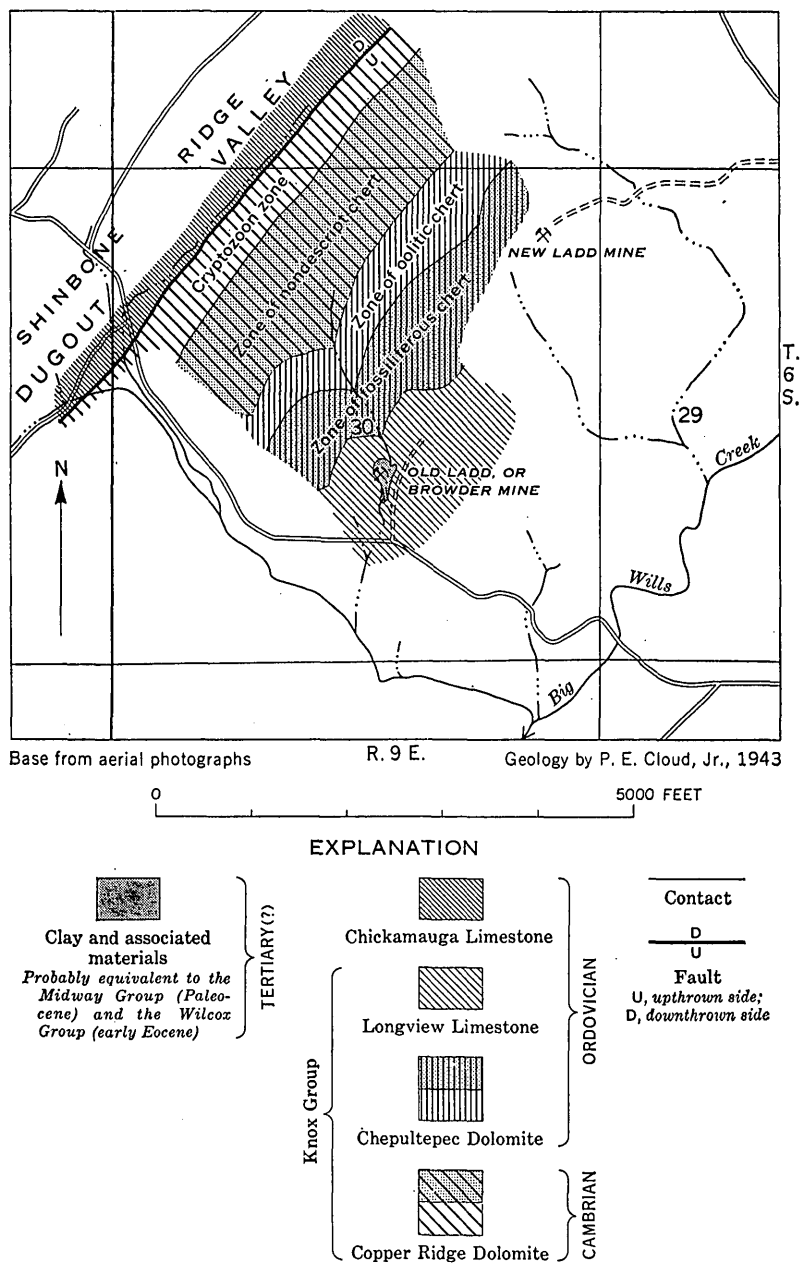 D
U
RIDGE
VALLEY
SHINBONE
DUGOUT
Cryptozoon zone
Zone of nondescript chert
Zone of oolitic chert
Zone of fossiliferous chert
NEW LADD MINE
T.
6
S.
29
30
Creek
N
OLD LADD, OR
BROWDER MINE
Wills
Big
Base from aerial photographs
R. 9 E.
Geology by P. E. Cloud, Jr., 1943
0
5000 FEET
EXPLANATION
Clay and associated
materials
Probably equivalent to the
Midway Group (Paleo-
cene) and the Wilcox
Group (early Eocene)
TERTIARY(?)
Chickamauga Limestone
Longview Limestone
Chepultepec Dolomite
Copper Ridge Dolomite
Knox Group
ORDOVICIAN
CAMBRIAN
Contact
D
U
Fault
U, upthrown side;
D, downthrown side